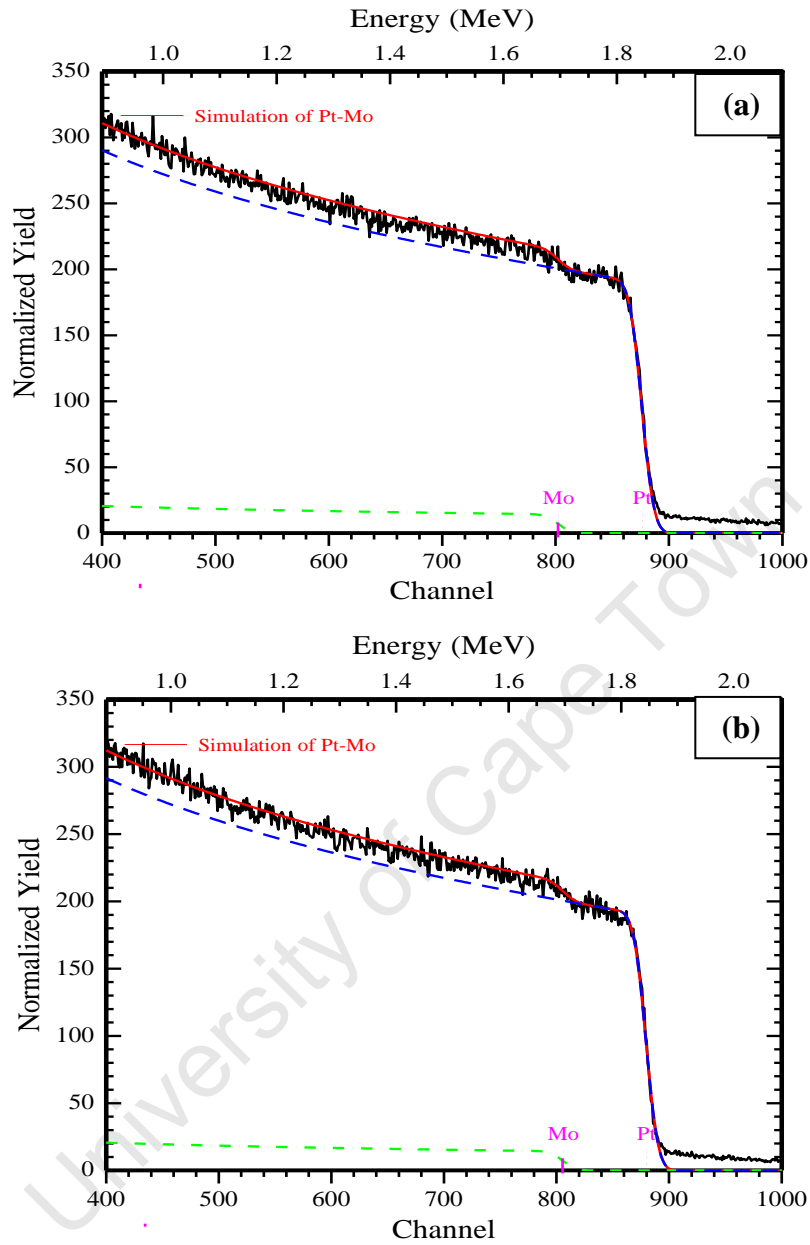 Energy (MeV)
1.0 1.2 1.4 1.6 1.8 2.0
350
(a)
Simulation of Pt-Mo
300
250
200
150
100
50
0
Normalized Yield
Mo Pt
400 500 600 700 800 900 1000
Channel
Energy (MeV)
1.0 1.2 1.4 1.6 1.8 2.0
350
(b)
Simulation of Pt-Mo
300
250
200
150
100
50
0
Normalized Yield
Mo Pt
400 500 600 700 800 900 1000
Channel
University of Cape Town